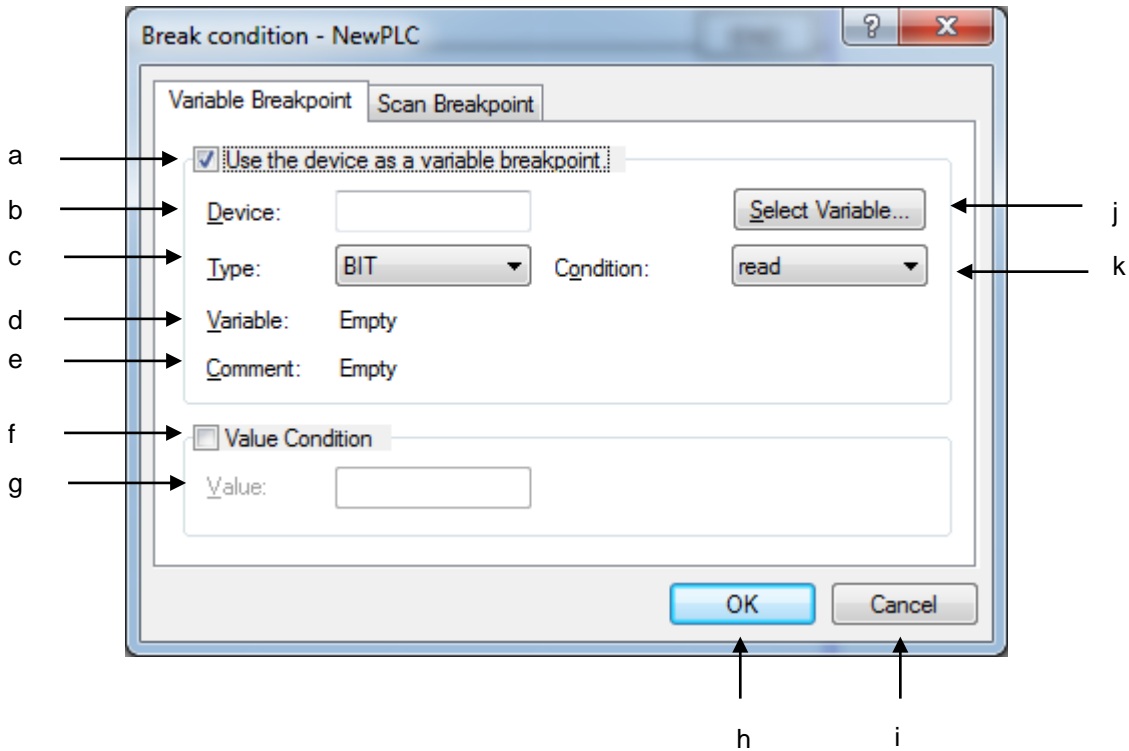 Break condition - NewPLC
Variable Breakpoint Scan Breakpoint
a Use the device as a variable breakpoint.
b Device: Select Variable... j
c Type: BIT Condition: read k
d Variable: Empty
e Comment: Empty
f Value Condition
g Value:
OK Cancel
h i